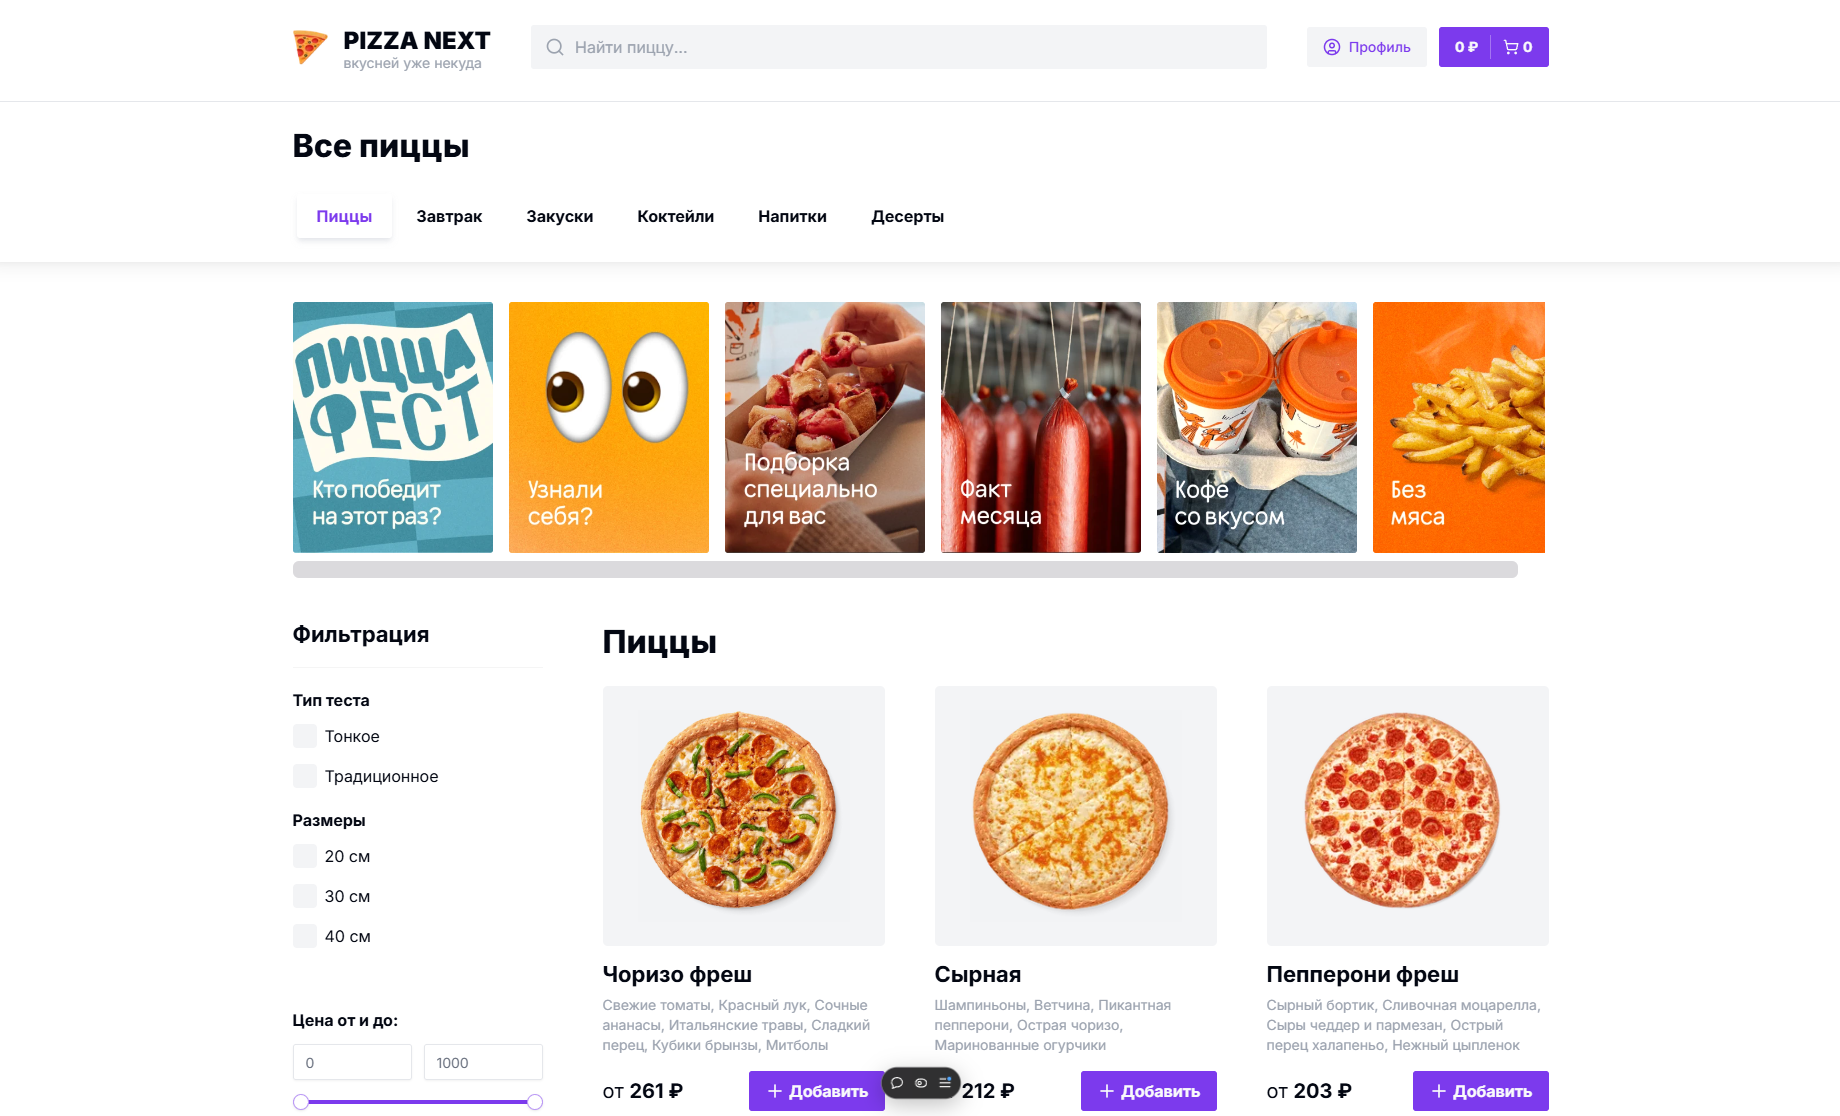 PIZZA NEXT
вкусней уже некуда
Найти пиццу...
Профиль
0 ₽
0
Все пиццы
Пиццы
Завтрак
Закуски
Коктейли
Напитки
Десерты
ПИЦЦА
ФЕСТ
Кто победит
на этот раз?
Узнали
себя?
Подборка
специально
для вас
Факт
месяца
Кофе
со вкусом
Без
мяса
Фильтрация
Тип теста
Тонкое
Традиционное
Размеры
20 см
30 см
40 см
Цена от и до:
0
1000
Пиццы
Чоризо фреш
Свежие томаты, Красный лук, Сочные
ананасы, Итальянские травы, Сладкий
перец, Кубики брынзы, Митболы
от 261 ₽
Добавить
Сырная
Шампиньоны, Ветчина, Пикантная
пепперони, Острая чоризо,
Маринованные огурчики
212 ₽
Добавить
Пепперони фреш
Сырный бортик, Сливочная моцарелла,
Сыры чеддер и пармезан, Острый
перец халапеньо, Нежный цыпленок
от 203 ₽
Добавить